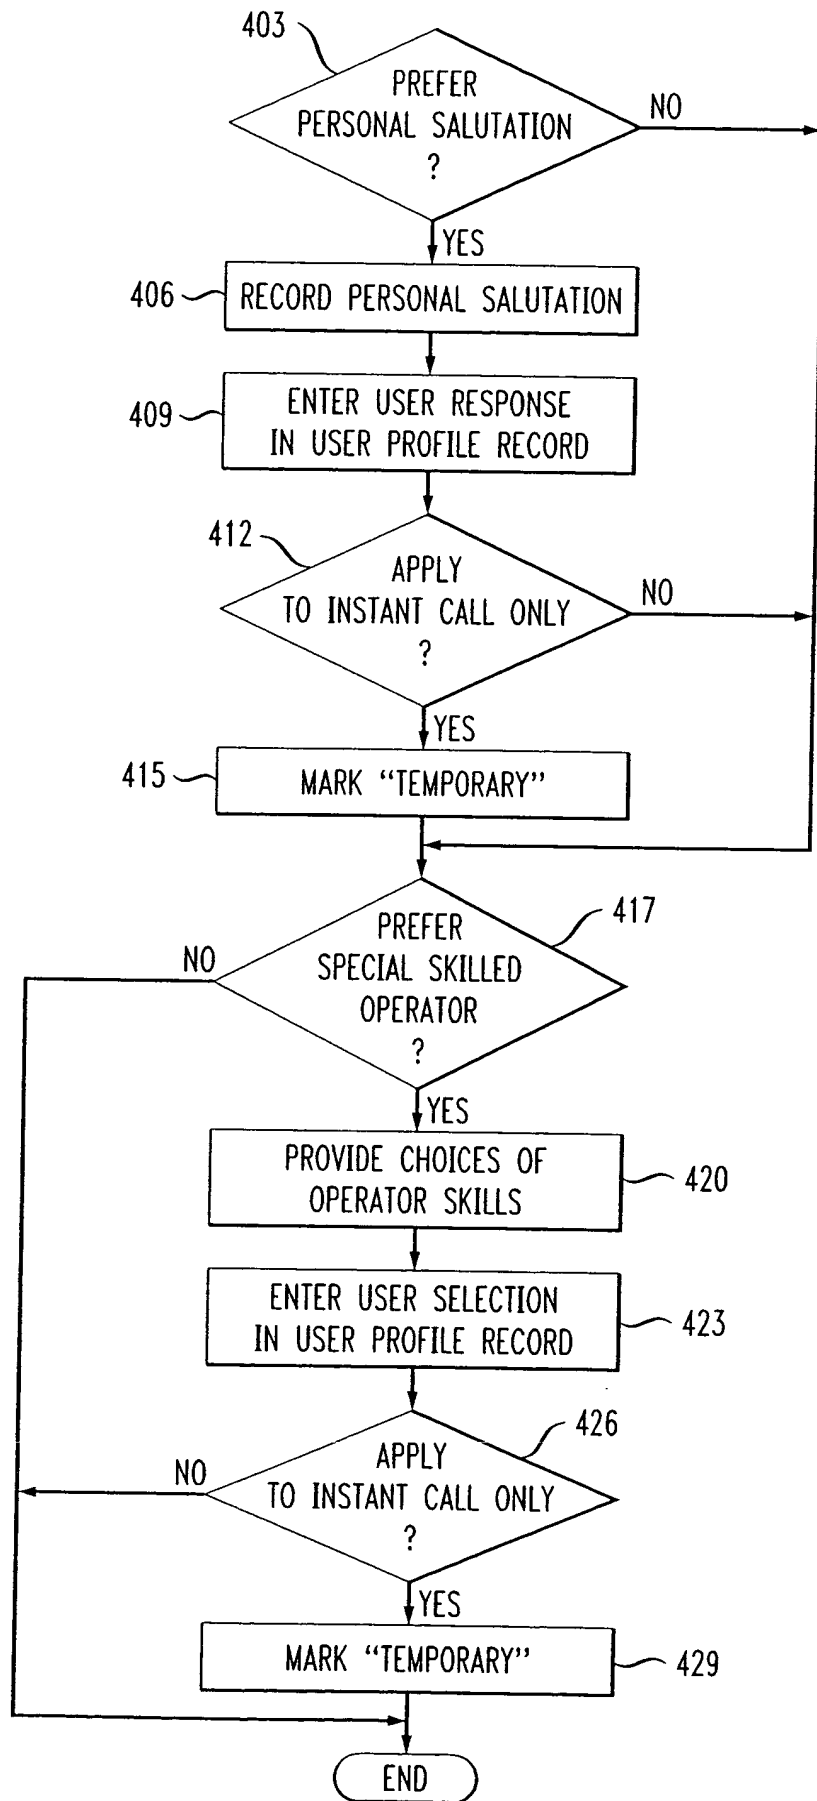 403
PREFER
PERSONAL SALUTATION
?
NO
YES
406
RECORD PERSONAL SALUTATION
409
ENTER USER RESPONSE
IN USER PROFILE RECORD
412
APPLY
TO INSTANT CALL ONLY
?
NO
YES
415
MARK “TEMPORARY”
417
PREFER
SPECIAL SKILLED
OPERATOR
?
NO
YES
PROVIDE CHOICES OF
OPERATOR SKILLS
420
ENTER USER SELECTION
IN USER PROFILE RECORD
423
426
APPLY
TO INSTANT CALL ONLY
?
NO
YES
MARK “TEMPORARY”
429
END